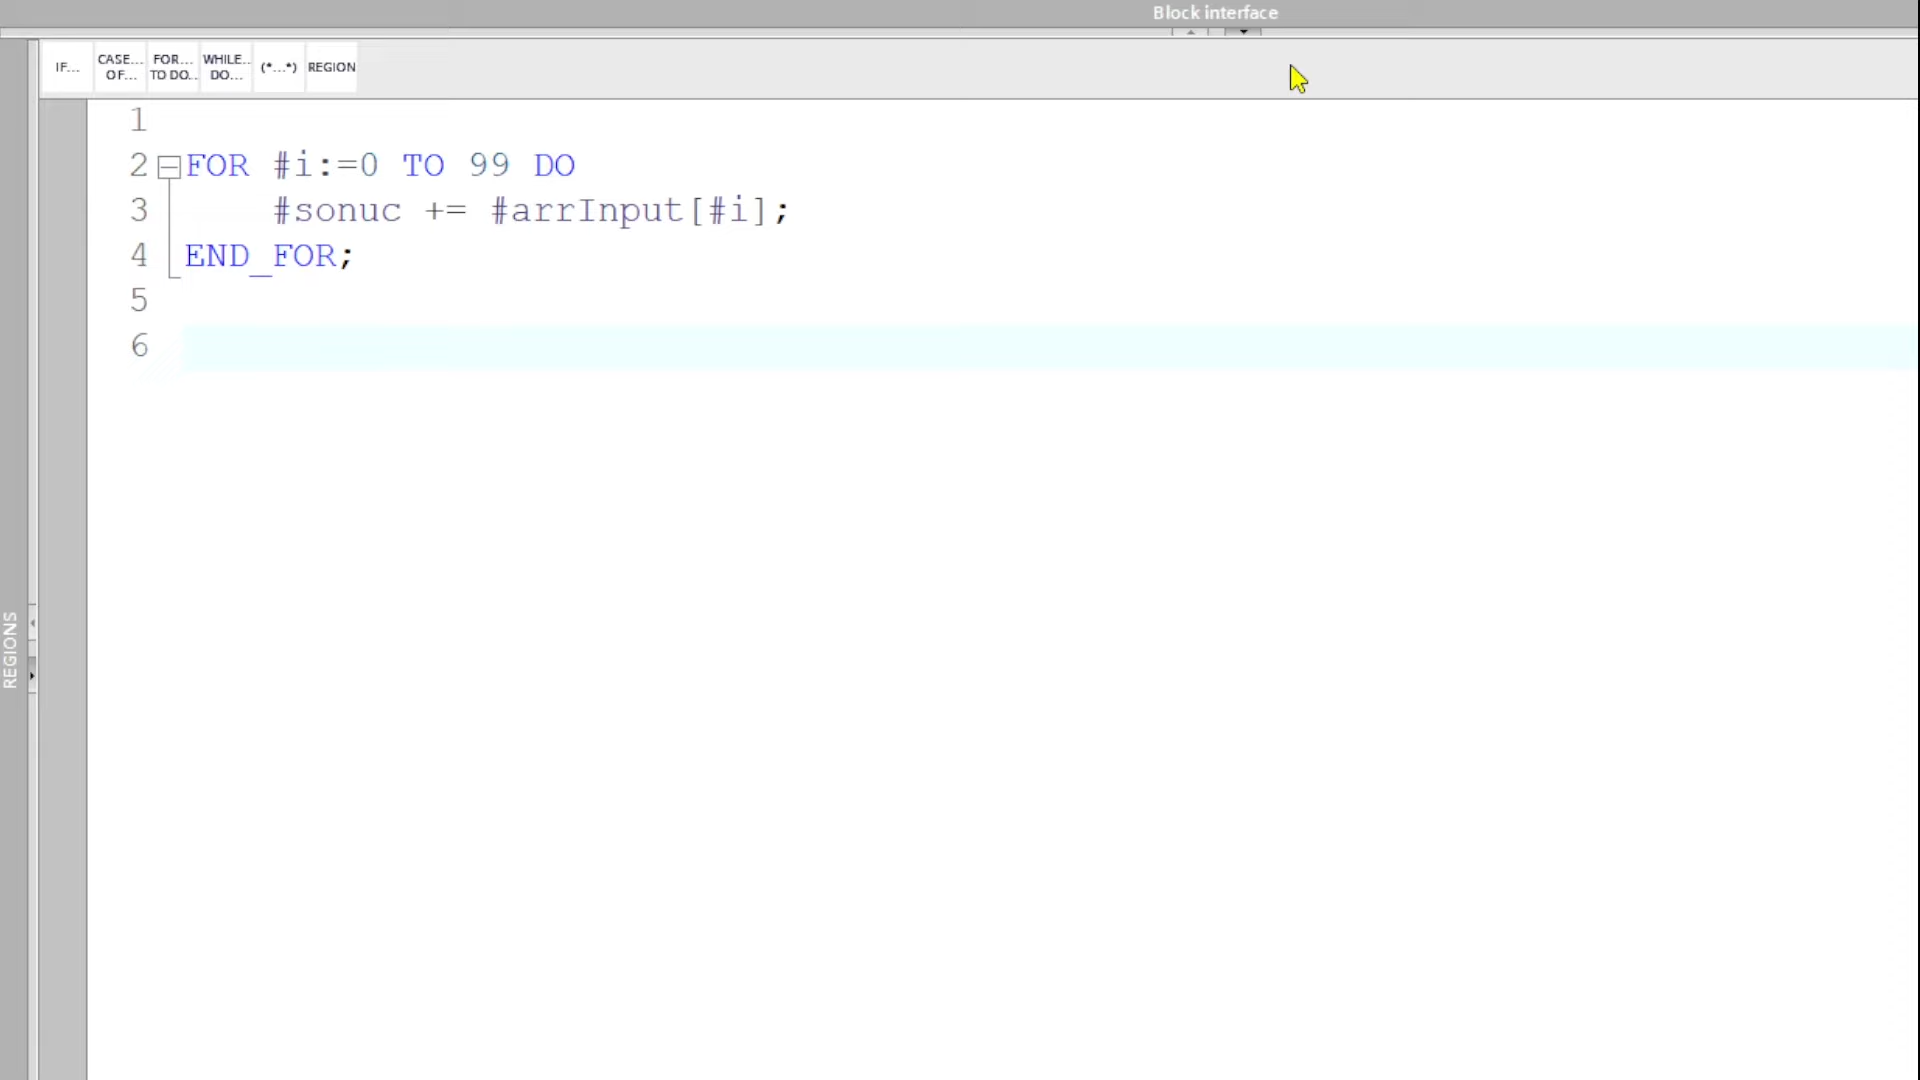 Block interface
IF... CASE... OF... FOR... TO DO... WHILE... DO... (*...*) REGION
1
2 FOR #i:=0 TO 99 DO
3 #sonuc += #arrInput[#i];
4 END_FOR;
5
6
REGIONS